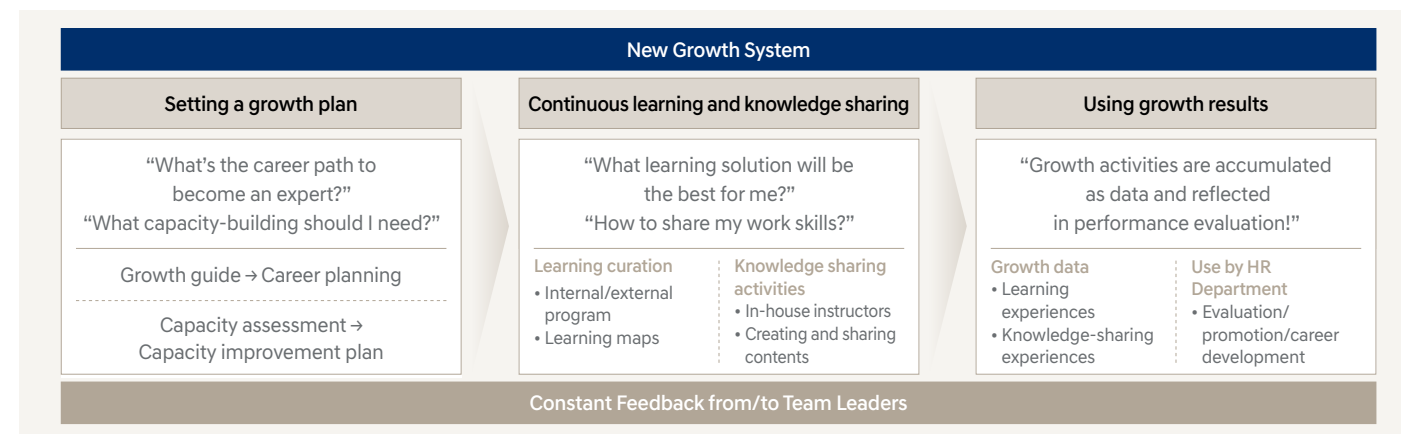 New Growth System
Setting a growth plan
“What’s the career path to
become an expert?”
“What capacity-building should I need?”
Growth guide → Career planning
Capacity assessment →
Capacity improvement plan
Continuous learning and knowledge sharing
“What learning solution will be
the best for me?”
“How to share my work skills?”
Learning curation
• Internal/external
program
• Learning maps
Knowledge sharing
activities
• In-house instructors
• Creating and sharing
contents
Using growth results
“Growth activities are accumulated
as data and reflected
in performance evaluation!”
Growth data
• Learning
experiences
• Knowledge-sharing
experiences
Use by HR
Department
• Evaluation/
promotion/career
development
Constant Feedback from/to Team Leaders